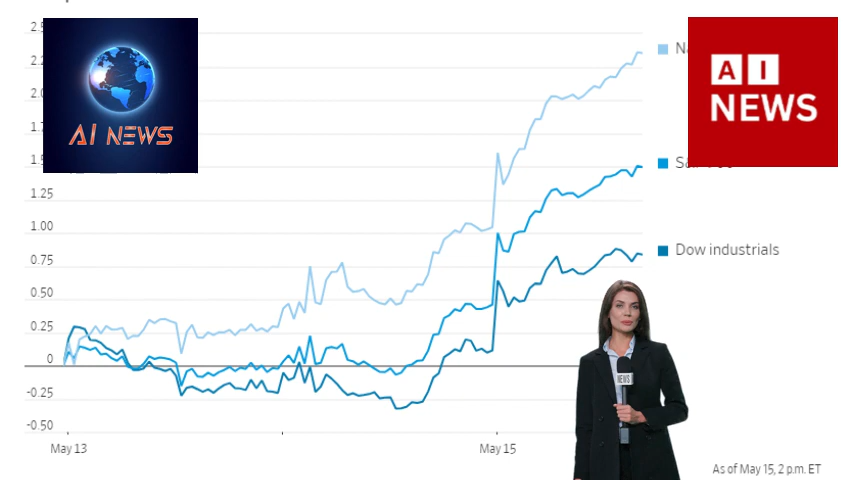 AI NEWS
AI
NEWS
1.25
1.00
0.75
0.50
0.25
0
-0.25
-0.50
Dow industrials
NEWS
May 13
May 15
As of May 15, 2 p.m. ET